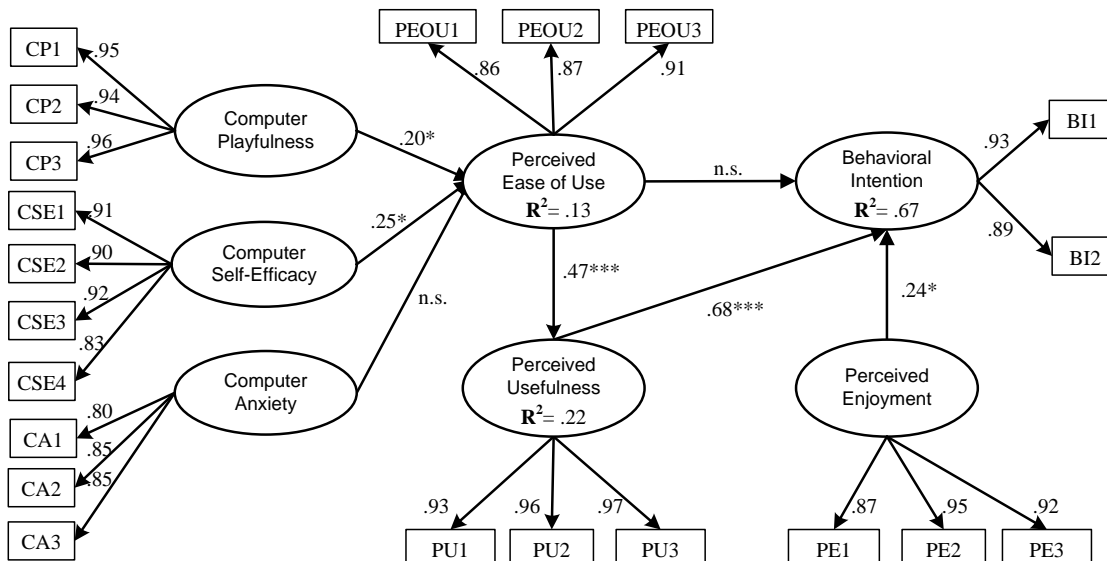 PEOU1
PEOU2
PEOU3
.86
.87
.91
CP1
CP2
CP3
.95
.94
.96
Computer
Playfulness
.20*
Perceived
Ease of Use
R²= .13
n.s.
Behavioral
Intention
R²= .67
.93
.89
BI1
BI2
CSE1
CSE2
CSE3
CSE4
.91
.90
.92
.83
Computer
Self-Efficacy
.25*
n.s.
.47***
.68***
.24*
CA1
CA2
CA3
.80
.85
.85
Computer
Anxiety
Perceived
Usefulness
R²= .22
Perceived
Enjoyment
.93
.96
.97
PU1
PU2
PU3
.87
.95
.92
PE1
PE2
PE3